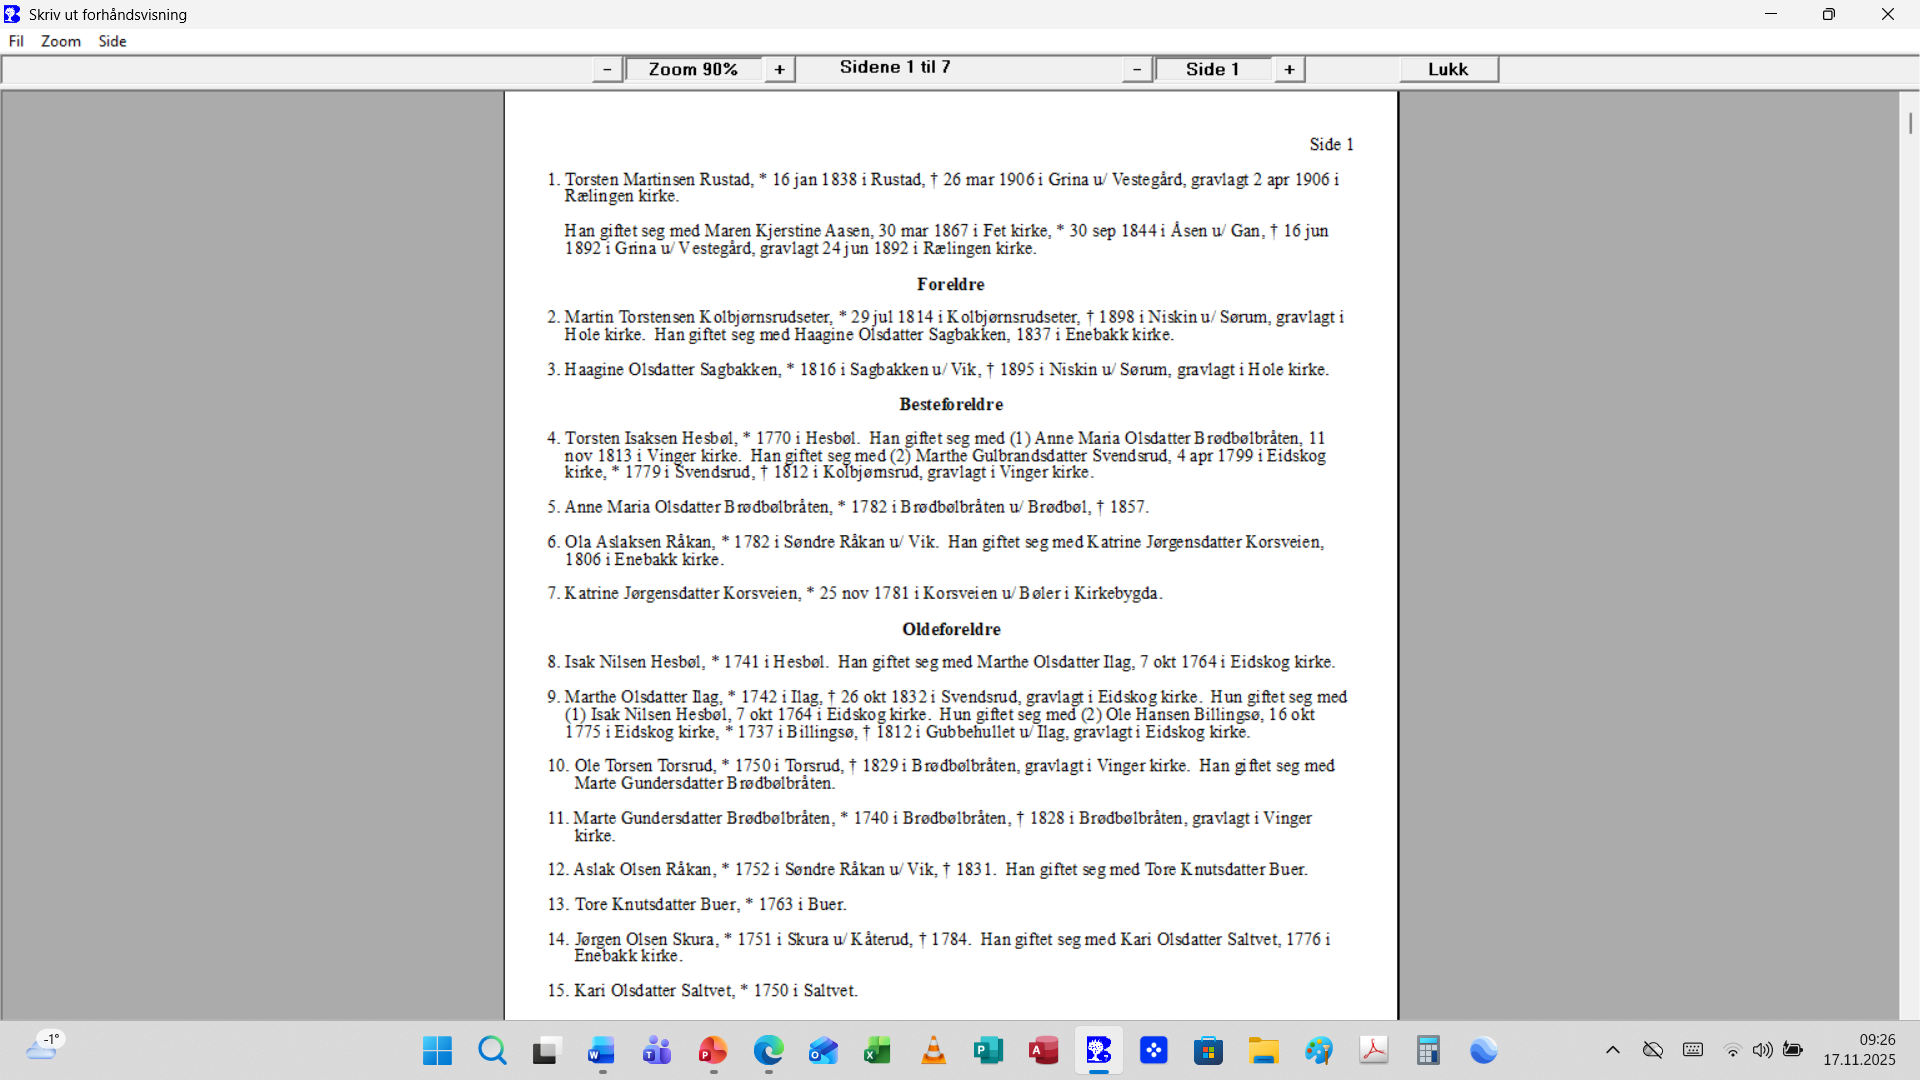 Skriv ut forhåndsvisning
Fil Zoom Side
- Zoom 90% + Sidene 1 til 7 - Side 1 + Lukk
Side 1
1. Torsten Martinsen Rustad, * 16 jan 1838 i Rustad, † 26 mar 1906 i Grina u/ Vestegård, gravlagt 2 apr 1906 i
Rælingen kirke.
Han giftet seg med Maren Kjerstine Aasen, 30 mar 1867 i Fet kirke, * 30 sep 1844 i Åsen u/ Gan, † 16 jun
1892 i Grina u/ Vestegård, gravlagt 24 jun 1892 i Rælingen kirke.
Foreldre
2. Martin Torstensen Kolbjørnsrudseter, * 29 jul 1814 i Kolbjørnsrudseter, † 1898 i Niskin u/ Sørum, gravlagt i
Hole kirke. Han giftet seg med Haagine Olsdatter Sagbakken, 1837 i Enebakk kirke.
3. Haagine Olsdatter Sagbakken, * 1816 i Sagbakken u/ Vik, † 1895 i Niskin u/ Sørum, gravlagt i Hole kirke.
Besteforeldre
4. Torsten Isaksen Hesbøl, * 1770 i Hesbøl. Han giftet seg med (1) Anne Maria Olsdatter Brødbølbråten, 11
nov 1813 i Vinger kirke. Han giftet seg med (2) Marthe Gulbrandsdatter Svendsrud, 4 apr 1799 i Eidskog
kirke, * 1779 i Svendsrud, † 1812 i Kolbjørnsrud, gravlagt i Vinger kirke.
5. Anne Maria Olsdatter Brødbølbråten, * 1782 i Brødbølbråten u/ Brødbøl, † 1857.
6. Ola Aslaksen Råkan, * 1782 i Søndre Råkan u/ Vik. Han giftet seg med Katrine Jørgensdatter Korsveien,
1806 i Enebakk kirke.
7. Katrine Jørgensdatter Korsveien, * 25 nov 1781 i Korsveien u/ Bøler i Kirkebygda.
Oldeforeldre
8. Isak Nilsen Hesbøl, * 1741 i Hesbøl. Han giftet seg med Marthe Olsdatter Ilag, 7 okt 1764 i Eidskog kirke.
9. Marthe Olsdatter Ilag, * 1742 i Ilag, † 26 okt 1832 i Svendsrud, gravlagt i Eidskog kirke. Hun giftet seg med
(1) Isak Nilsen Hesbøl, 7 okt 1764 i Eidskog kirke. Hun giftet seg med (2) Ole Hansen Billingsø, 16 okt
1775 i Eidskog kirke, * 1737 i Billingsø, † 1812 i Gubbehullet u/ Ilag, gravlagt i Eidskog kirke.
10. Ole Torsen Torsrud, * 1750 i Torsrud, † 1829 i Brødbølbråten, gravlagt i Vinger kirke. Han giftet seg med
Marte Gundersdatter Brødbølbråten.
11. Marte Gundersdatter Brødbølbråten, * 1740 i Brødbølbråten, † 1828 i Brødbølbråten, gravlagt i Vinger
kirke.
12. Aslak Olsen Råkan, * 1752 i Søndre Råkan u/ Vik, † 1831. Han giftet seg med Tore Knutsdatter Buer.
13. Tore Knutsdatter Buer, * 1763 i Buer.
14. Jørgen Olsen Skura, * 1751 i Skura u/ Kåterud, † 1784. Han giftet seg med Kari Olsdatter Saltvet, 1776 i
Enebakk kirke.
15. Kari Olsdatter Saltvet, * 1750 i Saltvet.
-1°
09:26
17.11.2025